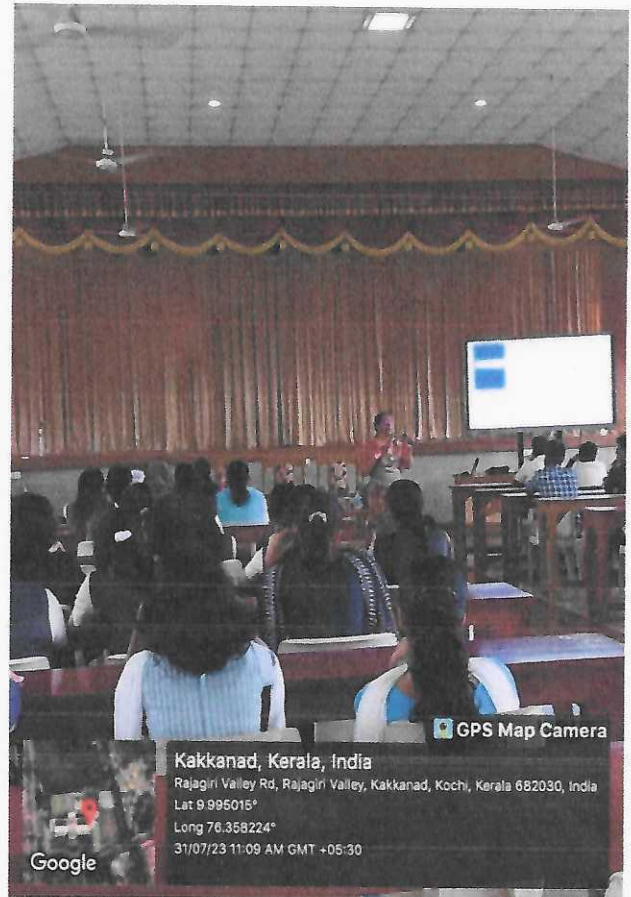 GPS Map Camera
Kakkanad, Kerala, India
Rajagiri Valley Rd, Rajagiri Valley, Kakkanad, Kochi, Kerala 682030, India
Lat 9.995015°
Long 76.358224°
31/07/23 11:09 AM GMT +05:30
Google